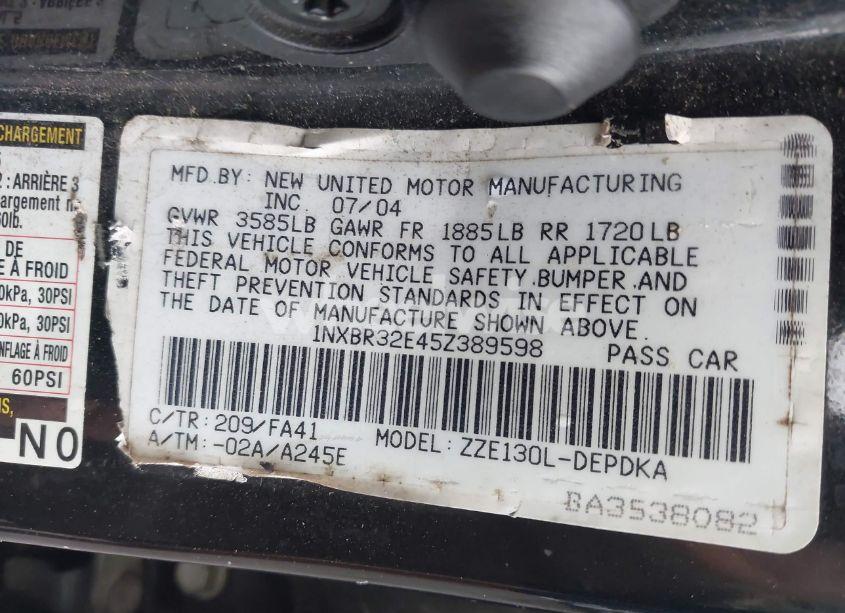 CHARGEMENT
2 : ARRIÈRE 3
chargement n
60lb.
DE
À FROID
0kPa, 30PSI
0kPa, 30PSI
NFLAGE À FROID
60PSI
NO
MFD.BY: NEW UNITED MOTOR MANUFACTURING
INC 07/04
GVWR 3585LB GAWR FR 1885LB RR 1720LB
THIS VEHICLE CONFORMS TO ALL APPLICABLE
FEDERAL MOTOR VEHICLE SAFETY,BUMPER,AND
THEFT PREVENTION STANDARDS IN EFFECT ON
THE DATE OF MANUFACTURE SHOWN ABOVE.
1NXBR32E45Z389598 PASS CAR
C/TR:209/FA41
A/TM:-02A/A245E
MODEL:ZZE130L-DEPDKA
BA3538082